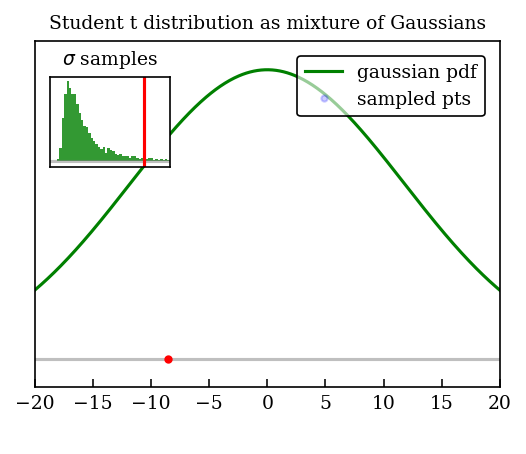 Student t distribution as mixture of Gaussians
σ samples
gaussian pdf
sampled pts
−20 −15 −10 −5 0 5 10 15 20